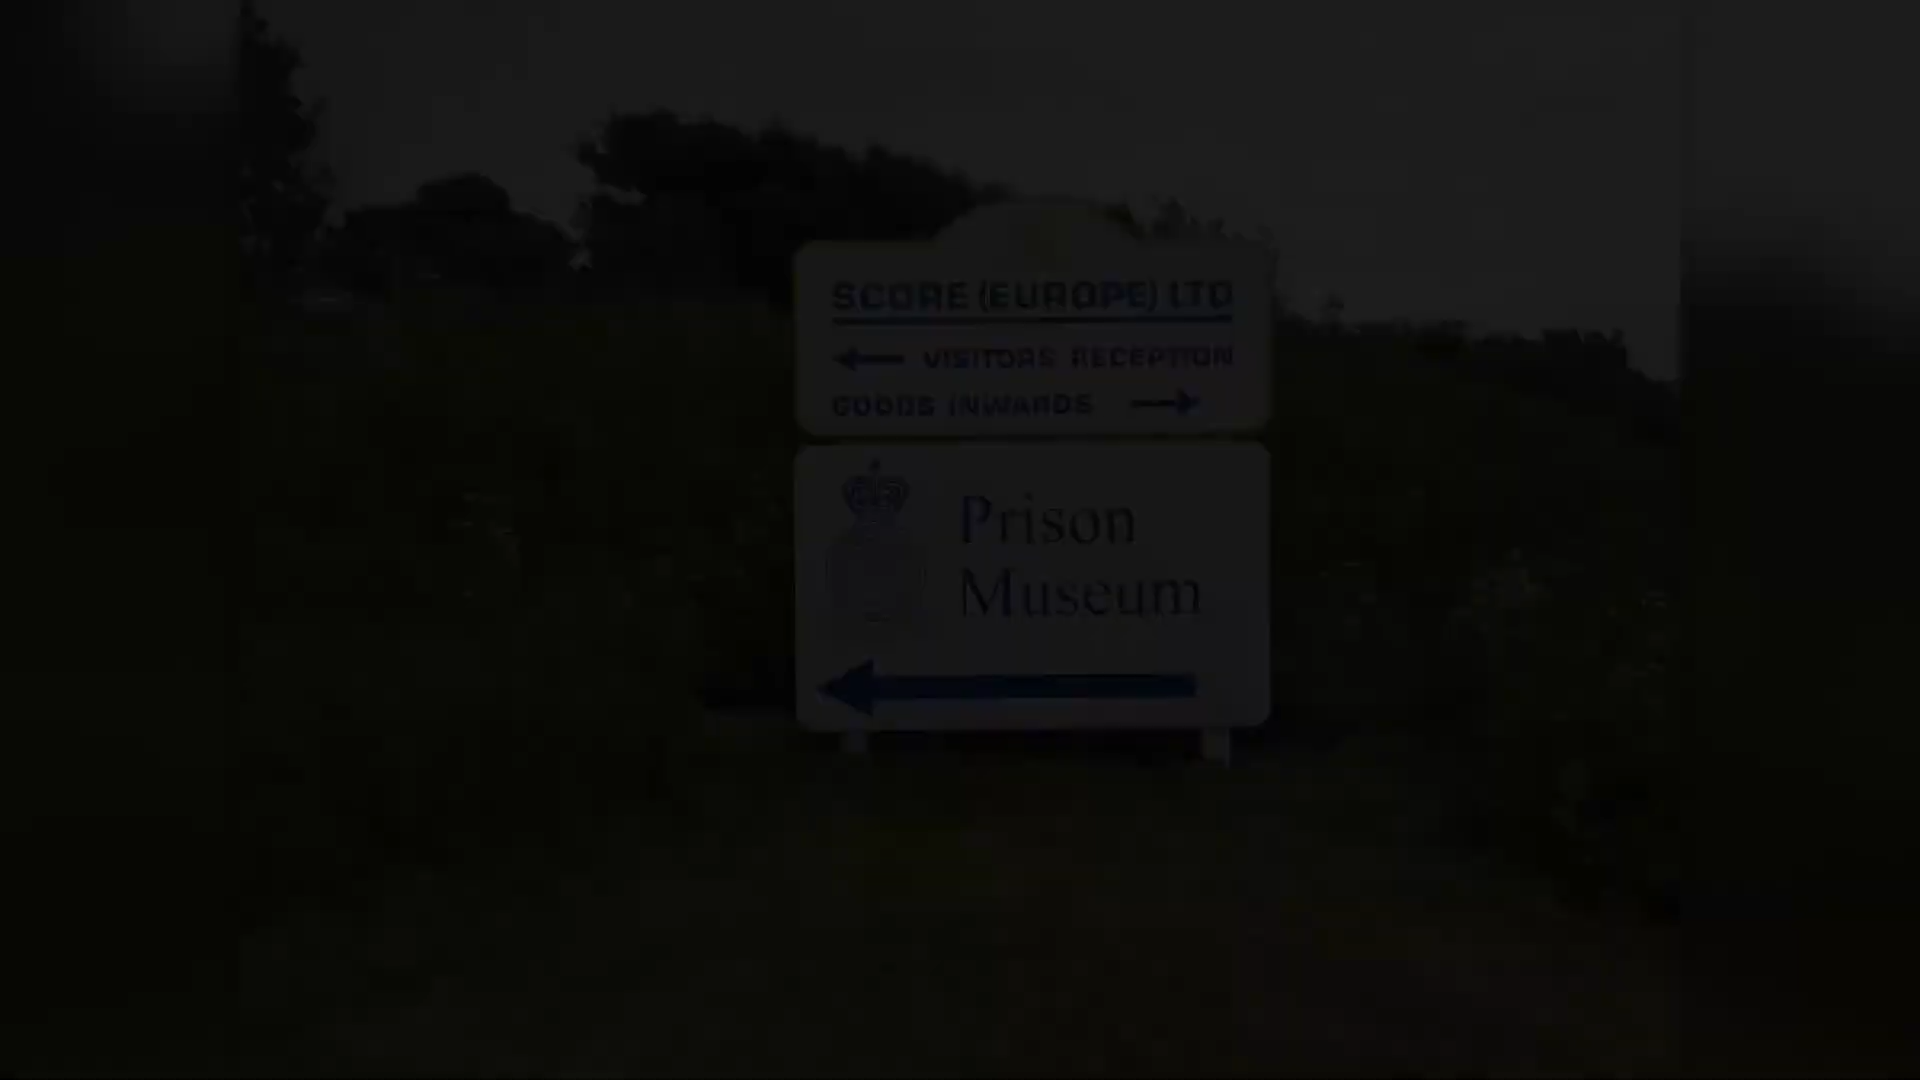 SCORE (EUROPE) LTD
VISITORS RECEPTION
GOODS INWARDS
Prison
Museum